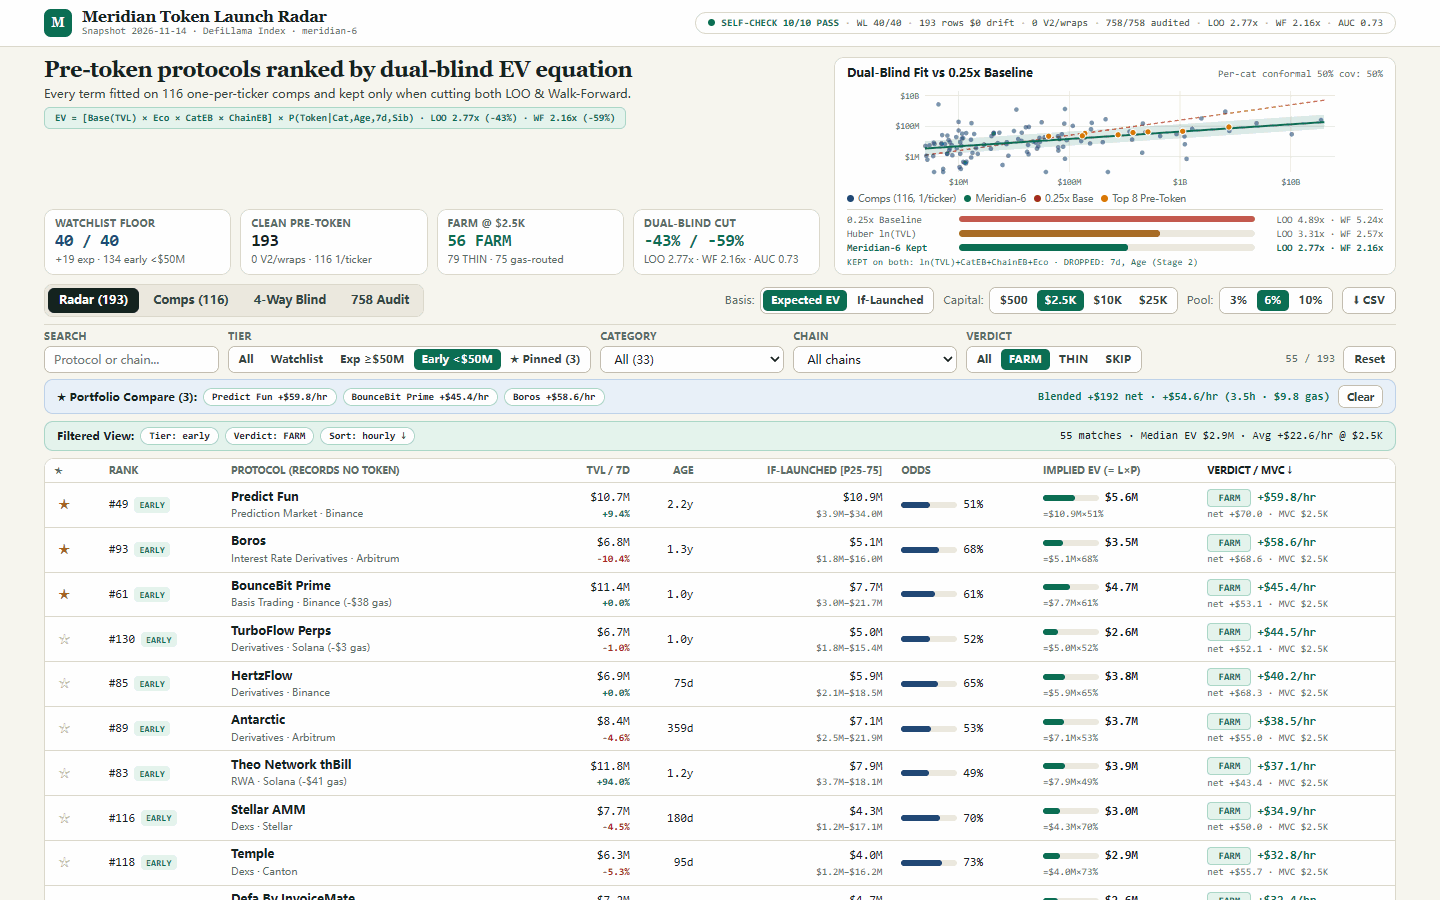 M
Meridian Token Launch Radar
Snapshot 2026-11-14 · DefiLlama Index · meridian-6
SELF-CHECK 10/10 PASS · WL 40/40 · 193 rows $0 drift · 0 V2/wraps · 758/758 audited · LOO 2.77x · WF 2.16x · AUC 0.73
Pre-token protocols ranked by dual-blind EV equation
Every term fitted on 116 one-per-ticker comps and kept only when cutting both LOO & Walk-Forward.
EV = [Base(TVL) × Eco × CatEB × ChainEB] × P(Token|Cat,Age,7d,Sib) · LOO 2.77x (-43%) · WF 2.16x (-59%)
WATCHLIST FLOOR
40 / 40
+19 exp · 134 early <$50M
CLEAN PRE-TOKEN
193
0 V2/wraps · 116 1/ticker
FARM @ $2.5K
56 FARM
79 THIN · 75 gas-routed
DUAL-BLIND CUT
-43% / -59%
LOO 2.77x · WF 2.16x · AUC 0.73
Dual-Blind Fit vs 0.25x Baseline
Per-cat conformal 50% cov: 50%
$10B
$100M
$1M
$10M
$100M
$1B
$10B
Comps (116, 1/ticker)
Meridian-6
0.25x Base
Top 8 Pre-Token
0.25x Baseline
LOO 4.89x · WF 5.24x
Huber ln(TVL)
LOO 3.31x · WF 2.57x
Meridian-6 Kept
LOO 2.77x · WF 2.16x
KEPT on both: ln(TVL)+CatEB+ChainEB+Eco · DROPPED: 7d, Age (Stage 2)
Radar (193)
Comps (116)
4-Way Blind
758 Audit
Basis:
Expected EV
If-Launched
Capital:
$500
$2.5K
$10K
$25K
Pool:
3%
6%
10%
⭳ CSV
SEARCH
Protocol or chain...
TIER
All
Watchlist
Exp ≥$50M
Early <$50M
★ Pinned (3)
CATEGORY
All (33)
CHAIN
All chains
VERDICT
All
FARM
THIN
SKIP
55 / 193
Reset
★ Portfolio Compare (3):
Predict Fun +$59.8/hr
BounceBit Prime +$45.4/hr
Boros +$58.6/hr
Blended +$192 net · +$54.6/hr (3.5h · $9.8 gas)
Clear
Filtered View:
Tier: early
Verdict: FARM
Sort: hourly ↓
55 matches · Median EV $2.9M · Avg +$22.6/hr @ $2.5K
★ RANK PROTOCOL (RECORDS NO TOKEN) TVL / 7D AGE IF-LAUNCHED [P25-75] ODDS IMPLIED EV (= L×P) VERDICT / MVC ↓
★ #49 EARLY Predict Fun $10.7M 2.2y $10.9M 51% $5.6M FARM +$59.8/hr
Prediction Market · Binance +9.4% $3.9M–$34.0M =$10.9M×51% net +$70.0 · MVC $2.5K
★ #93 EARLY Boros $6.8M 1.3y $5.1M 68% $3.5M FARM +$58.6/hr
Interest Rate Derivatives · Arbitrum -10.4% $1.8M–$16.0M =$5.1M×68% net +$68.6 · MVC $2.5K
★ #61 EARLY BounceBit Prime $11.4M 1.0y $7.7M 61% $4.7M FARM +$45.4/hr
Basis Trading · Binance (-$38 gas) +0.0% $3.0M–$21.7M =$7.7M×61% net +$53.1 · MVC $2.5K
☆ #130 EARLY TurboFlow Perps $6.7M 1.0y $5.0M 52% $2.6M FARM +$44.5/hr
Derivatives · Solana (-$3 gas) -1.0% $1.8M–$15.4M =$5.0M×52% net +$52.1 · MVC $2.5K
☆ #85 EARLY HertzFlow $6.9M 75d $5.9M 65% $3.8M FARM +$40.2/hr
Derivatives · Binance +0.0% $2.1M–$18.5M =$5.9M×65% net +$68.3 · MVC $2.5K
☆ #89 EARLY Antarctic $8.4M 359d $7.1M 53% $3.7M FARM +$38.5/hr
Derivatives · Arbitrum -4.6% $2.5M–$21.9M =$7.1M×53% net +$55.0 · MVC $2.5K
☆ #83 EARLY Theo Network thBill $11.8M 1.2y $7.9M 49% $3.9M FARM +$37.1/hr
RWA · Solana (-$41 gas) +94.0% $3.7M–$18.1M =$7.9M×49% net +$43.4 · MVC $2.5K
☆ #116 EARLY Stellar AMM $7.7M 180d $4.3M 70% $3.0M FARM +$34.9/hr
Dexs · Stellar -4.5% $1.2M–$17.1M =$4.3M×70% net +$50.0 · MVC $2.5K
☆ #118 EARLY Temple $6.3M 95d $4.0M 73% $2.9M FARM +$32.8/hr
Dexs · Canton -5.3% $1.2M–$16.2M =$4.0M×73% net +$55.7 · MVC $2.5K
Defa By InvoiceMate